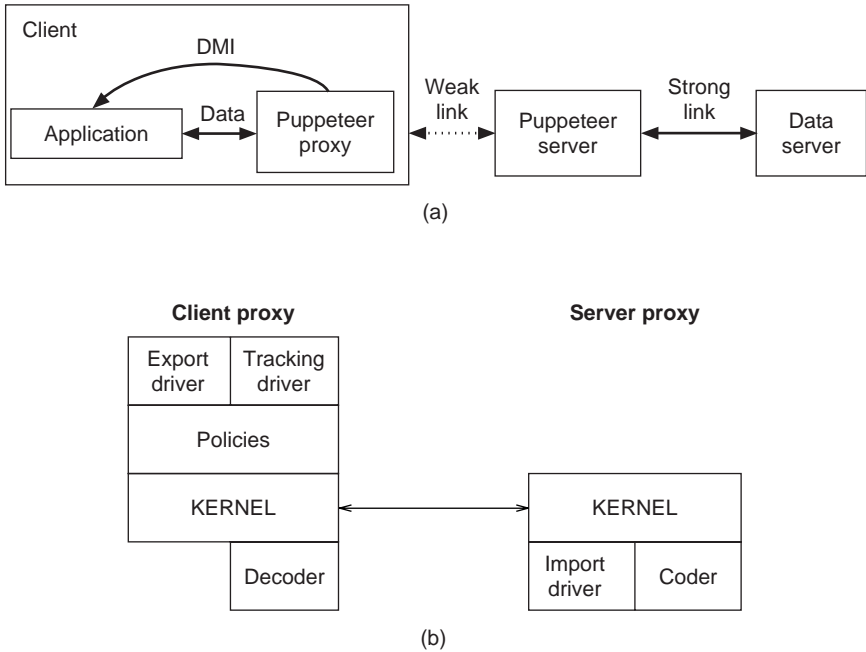 Client
DMI
Application
Data
Puppeteer
proxy
Weak
link
Puppeteer
server
Strong
link
Data
server
(a)
Client proxy
Server proxy
Export
driver
Tracking
driver
Policies
KERNEL
KERNEL
Decoder
Import
driver
Coder
(b)